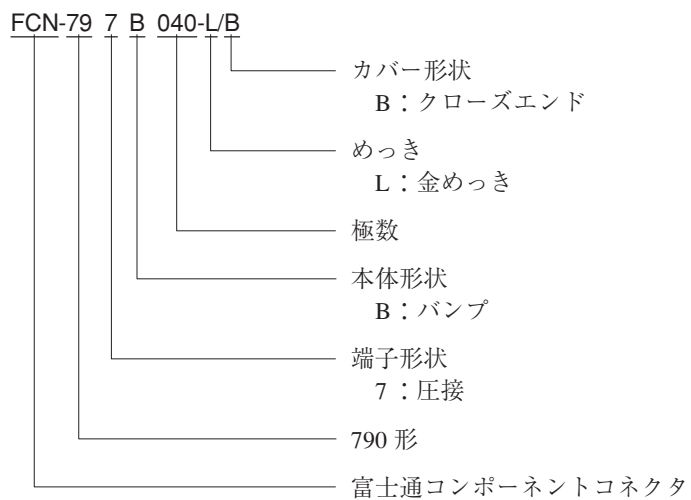 FCN-79 7 B 040-L/B
カバー形状
B：クローズエンド
めっき
L：金めっき
極数
本体形状
B：バンプ
端子形状
7：圧接
790 形
富士通コンポーネントコネクタ